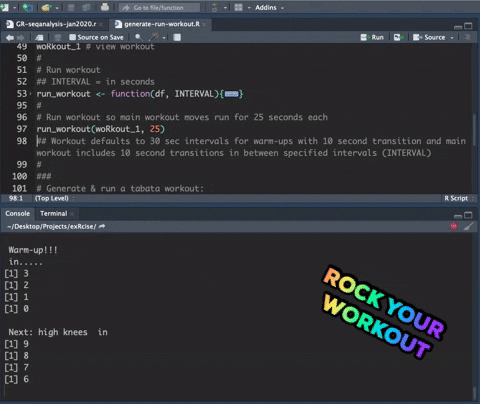 Go to file/function
Addins
GR-seqanalysis-jan2020.r
generate-run-workout.R
Source on Save
Run
Source
49 woRkout_1 # view workout
50 #
51 # Run workout
52 ## INTERVAL = in seconds
53 run_workout <- function(df, INTERVAL){
95 #
96 # Run workout so main workout moves run for 25 seconds each
97 run_workout(woRkout_1, 25)
98 ## Workout defaults to 30 sec intervals for warm-ups with 10 second transition and main
workout includes 10 second transitions in between specified intervals (INTERVAL)
99 #
100 ###
101 # Generate & run a tabata workout:
98:1 (Top Level) R Script
Console Terminal
~/Desktop/Projects/exRcise/
Warm-up!!!
in.....
[1] 3
[1] 2
[1] 1
[1] 0
Next: high knees  in
[1] 9
[1] 8
[1] 7
[1] 6
ROCK YOUR
WORKOUT